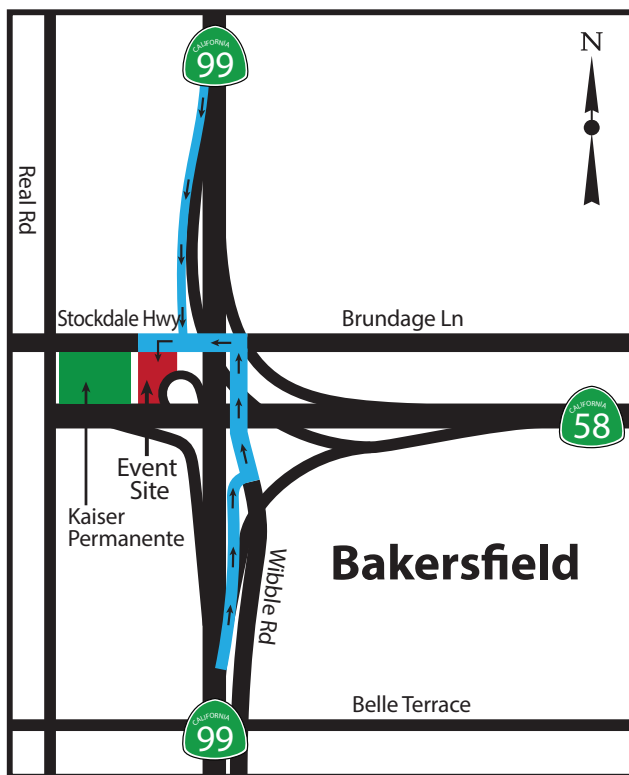 CALIFORNIA
99
N
Real Rd
Stockdale Hwy
Brundage Ln
CALIFORNIA
58
Event
Site
Kaiser
Permanente
Bakersfield
Wibble Rd
Belle Terrace
CALIFORNIA
99